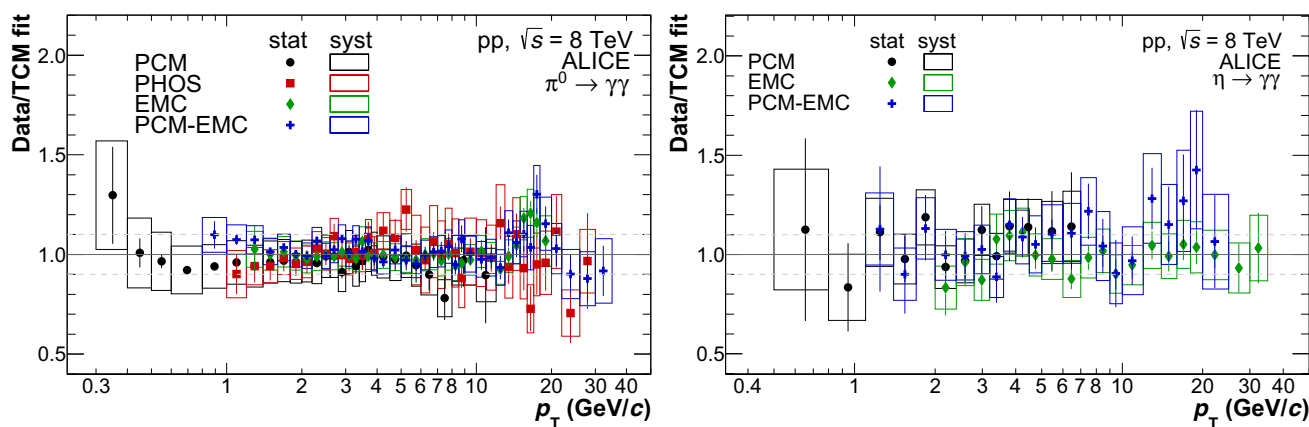 Data/TCM fit
2.0
1.5
1.0
0.5
stat syst
PCM
PHOS
EMC
PCM-EMC
pp, √s = 8 TeV
ALICE
π⁰ → γγ
0.3 1 2 3 4 5 6 7 8 10 20 30 40
p_T (GeV/c)
Data/TCM fit
2.0
1.5
1.0
0.5
stat syst
PCM
EMC
PCM-EMC
pp, √s = 8 TeV
ALICE
η → γγ
0.4 1 2 3 4 5 6 7 8 10 20 30 40
p_T (GeV/c)